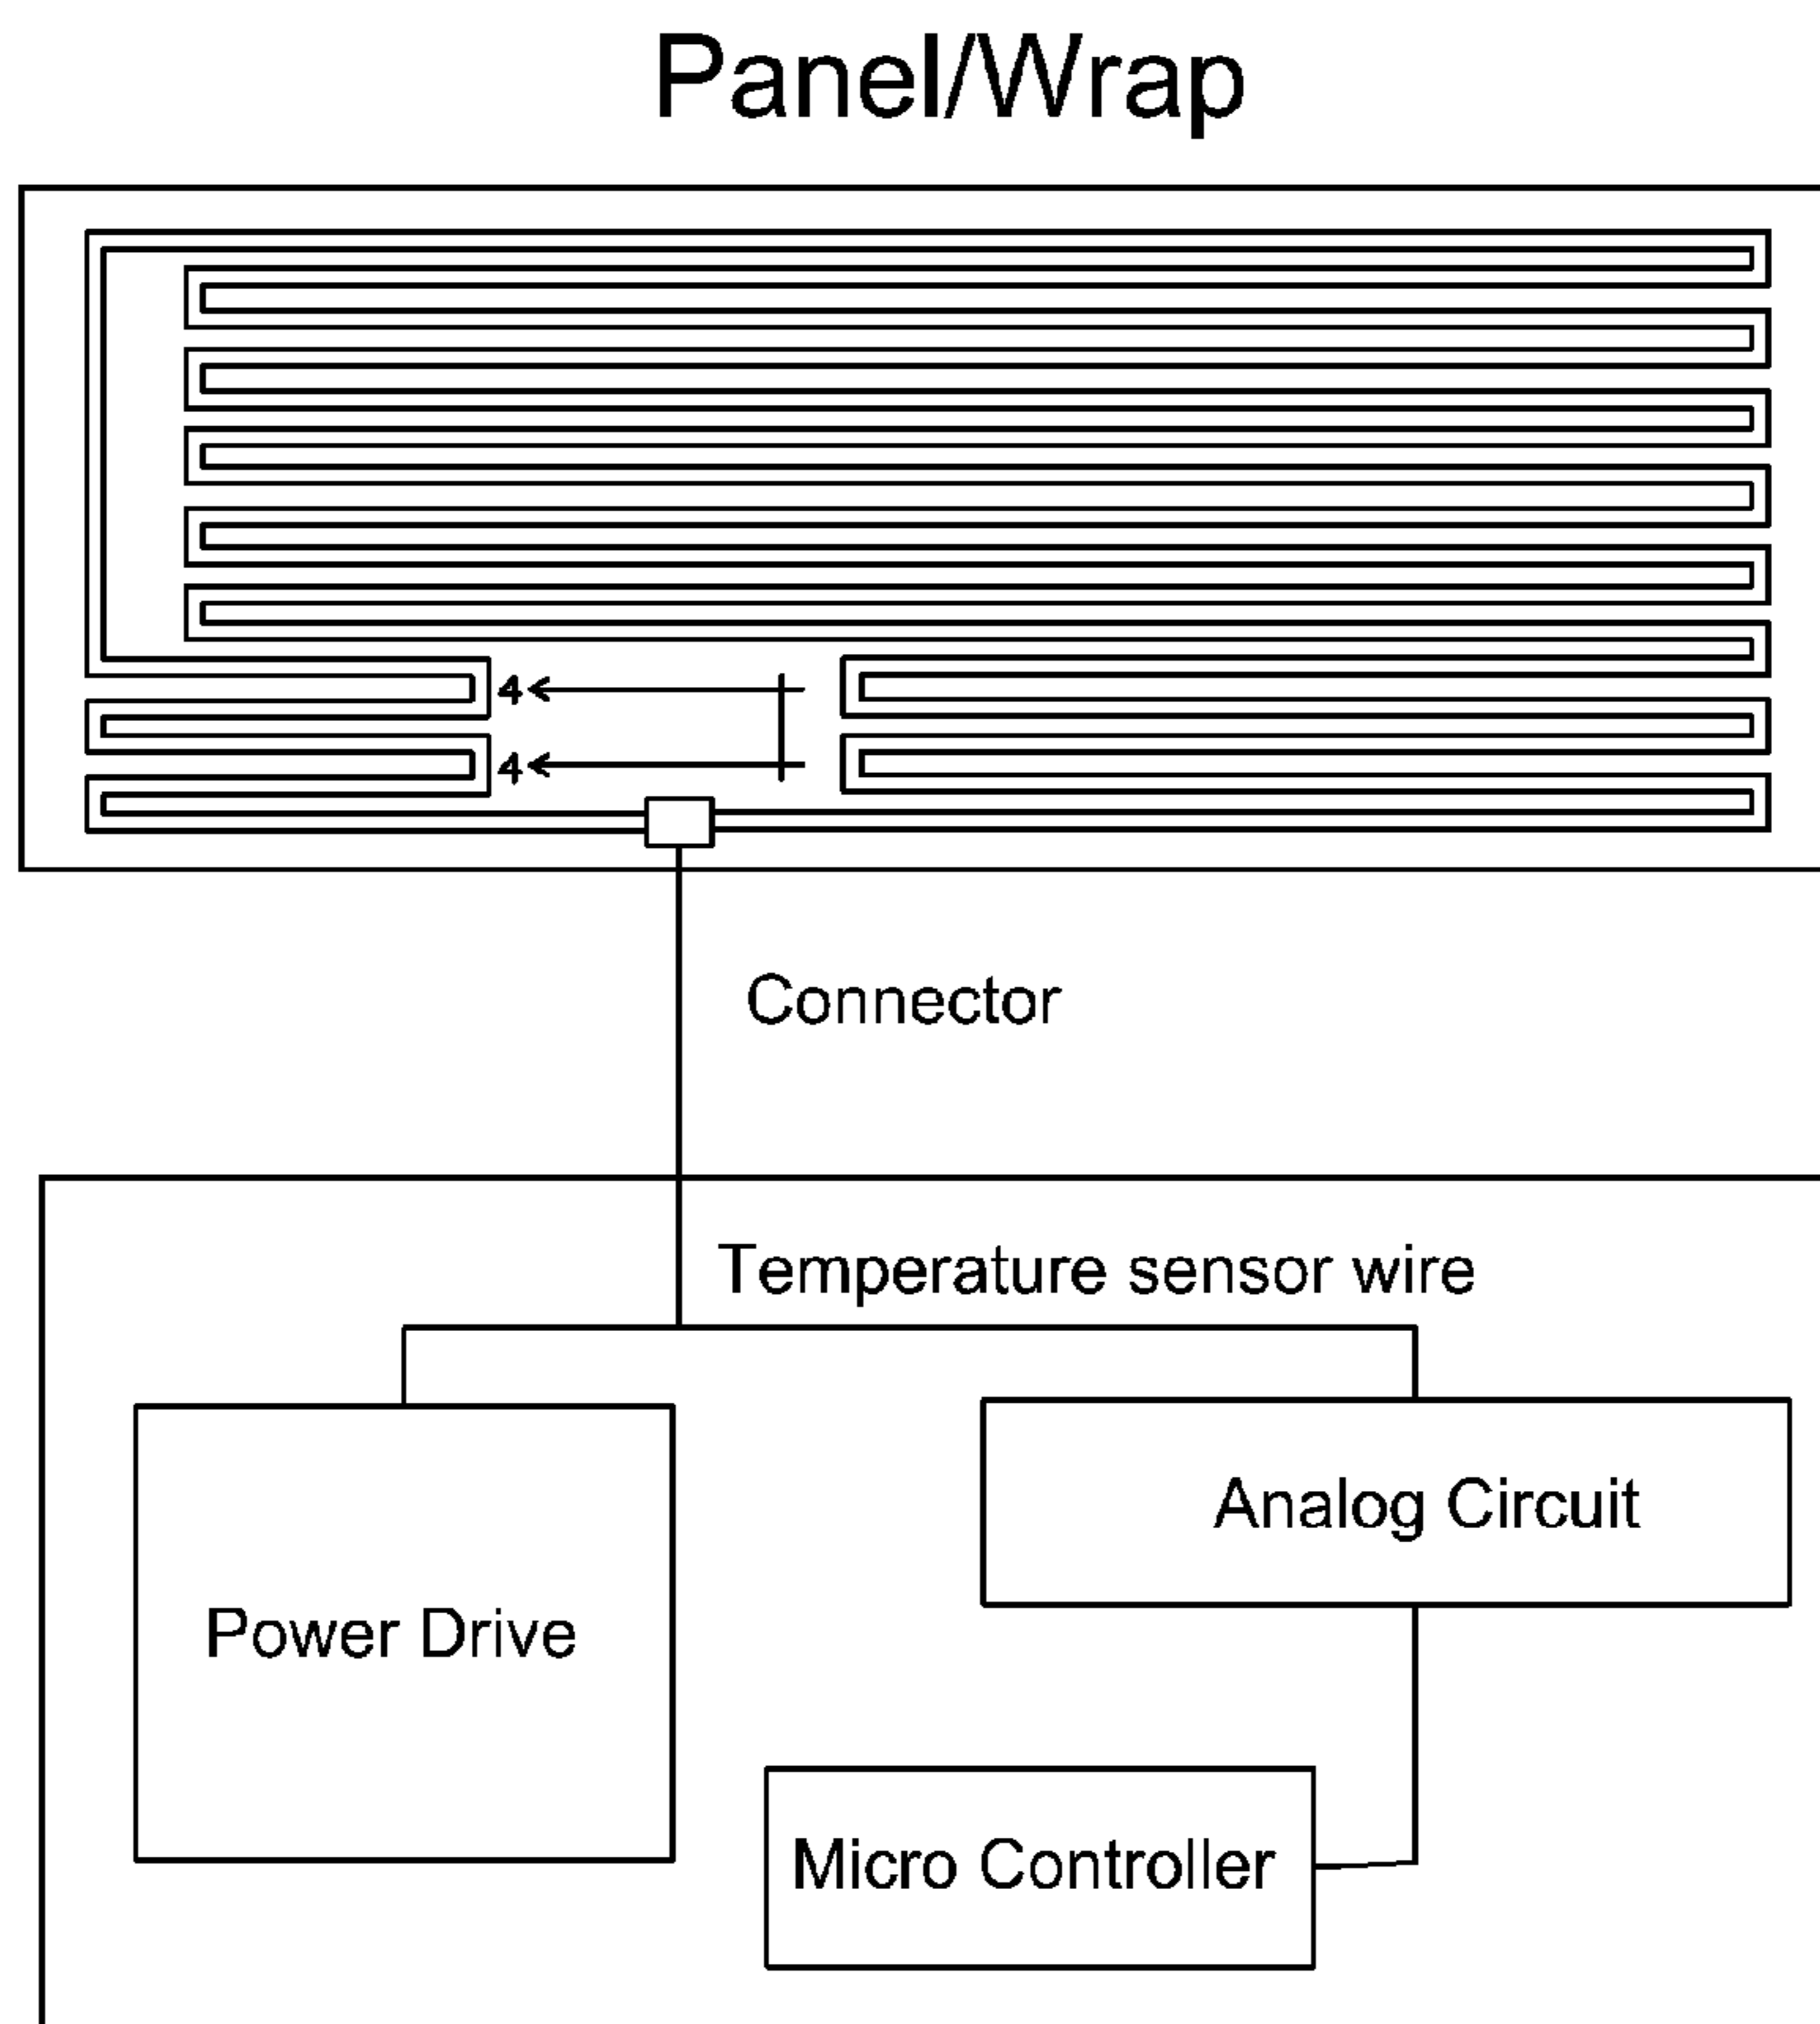 Panel/Wrap
4
4
Connector
Temperature sensor wire
Analog Circuit
Power Drive
Micro Controller